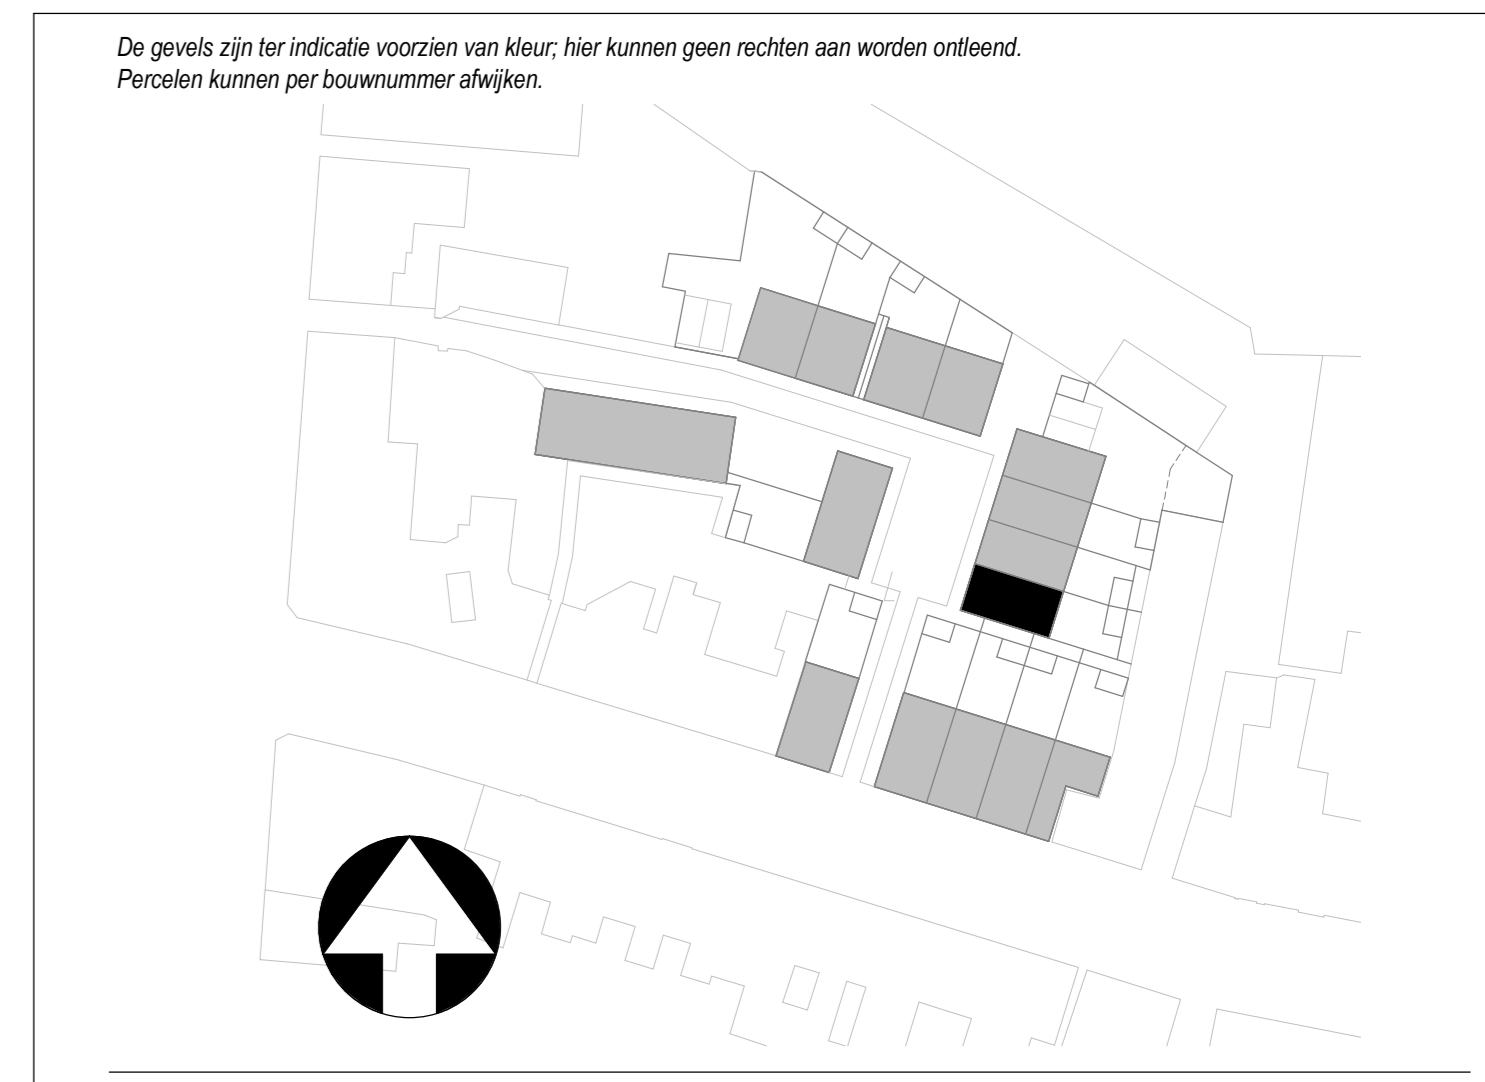 De gevels zijn ter indicatie voorzien van kleur; hier kunnen geen rechten aan worden ontleend.
Percelen kunnen per bouwnummer afwijken.